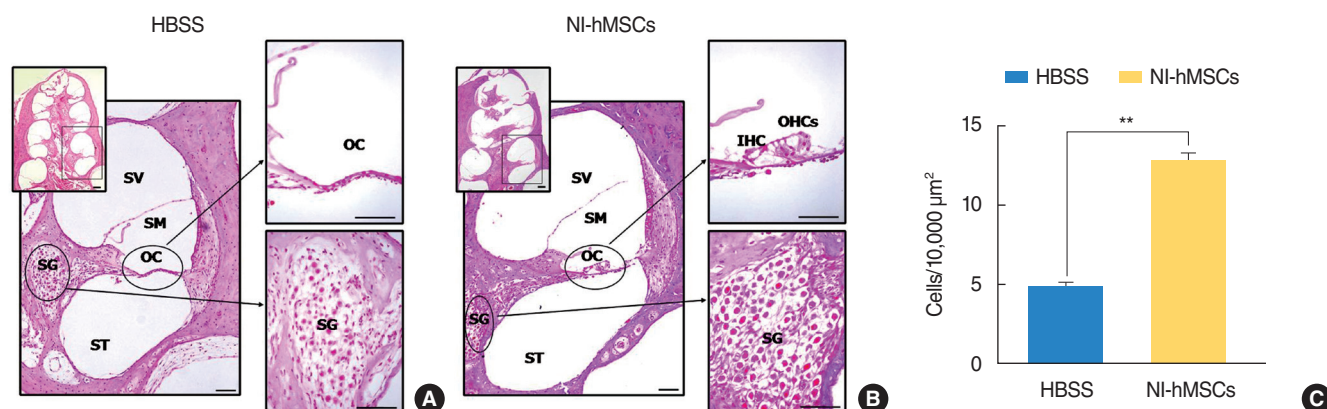 HBSS
NI-hMSCs
SV
SM
OC
SG
ST
OC
SG
A
SV
SM
OC
SG
ST
IHC
OHCs
SG
B
HBSS
NI-hMSCs
**
15
10
5
0
Cells/10,000 µm²
HBSS
NI-hMSCs
C